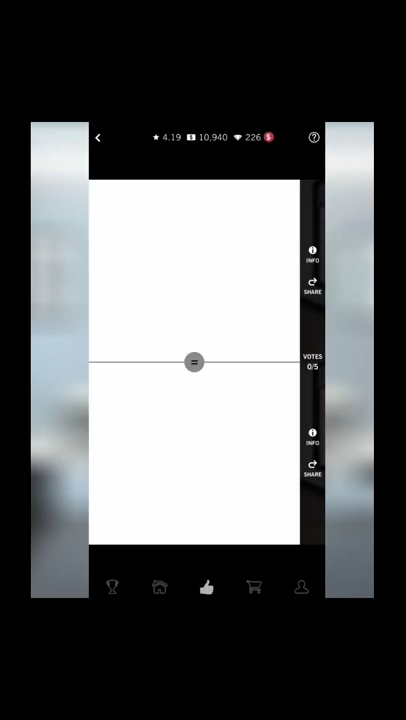 4.19 $ 10,940 226 $ ?
INFO
SHARE
VOTES
0/5
=
INFO
SHARE